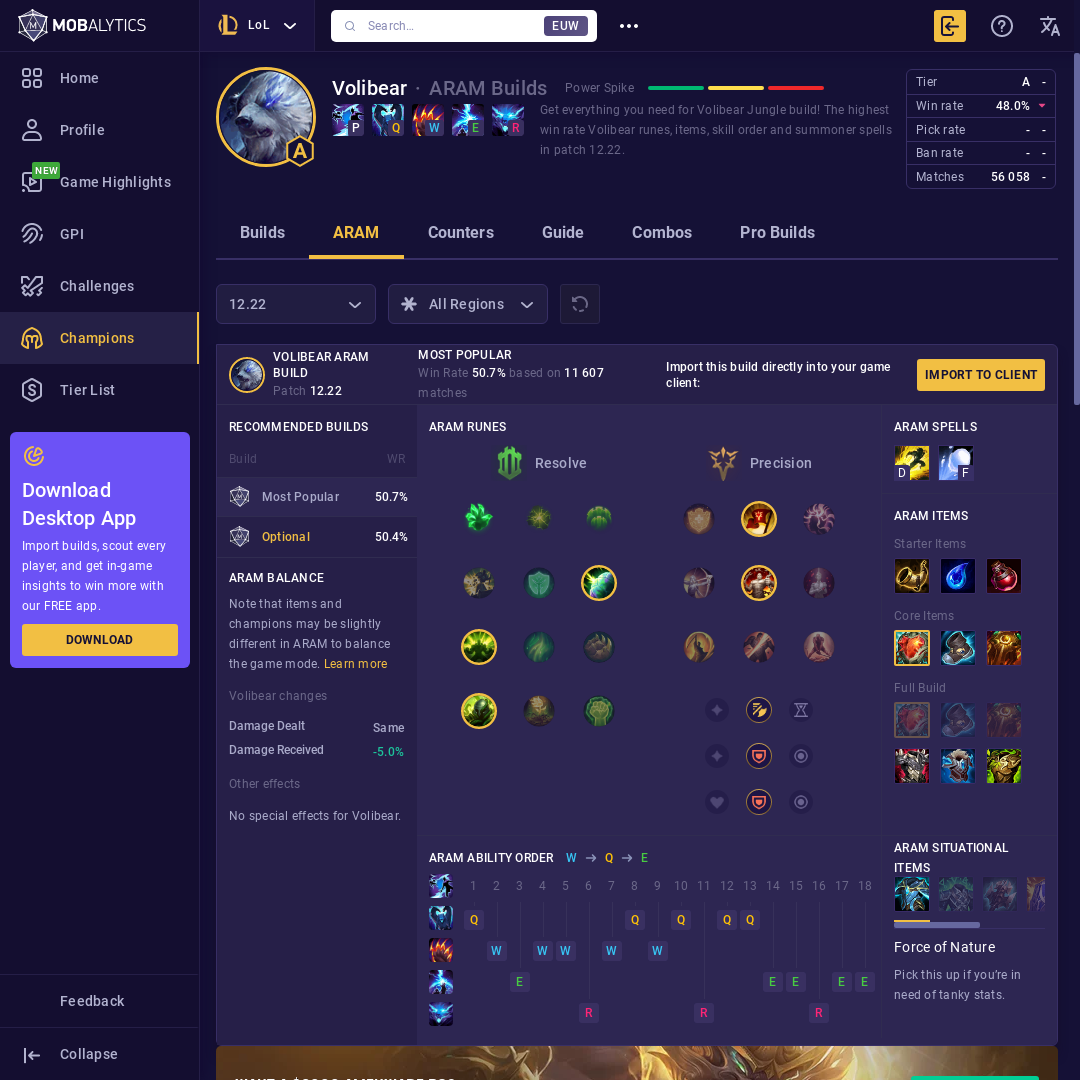 MOBALYTICS
LoL
Search...
EUW
Home
Profile
NEW
Game Highlights
GPI
Challenges
Champions
Tier List
Download
Desktop App
Import builds, scout every
player, and get in-game
insights to win more with
our FREE app.
DOWNLOAD
Feedback
Collapse
Volibear · ARAM Builds
Power Spike
A
P
Q
W
E
R
Get everything you need for Volibear Jungle build! The highest
win rate Volibear runes, items, skill order and summoner spells
in patch 12.22.
Tier A -
Win rate 48.0%
Pick rate - -
Ban rate - -
Matches 56 058 -
Builds
ARAM
Counters
Guide
Combos
Pro Builds
12.22
All Regions
VOLIBEAR ARAM
BUILD
Patch 12.22
MOST POPULAR
Win Rate 50.7% based on 11 607
matches
Import this build directly into your game
client:
IMPORT TO CLIENT
RECOMMENDED BUILDS
Build WR
Most Popular 50.7%
Optional 50.4%
ARAM BALANCE
Note that items and
champions may be slightly
different in ARAM to balance
the game mode. Learn more
Volibear changes
Damage Dealt Same
Damage Received -5.0%
Other effects
No special effects for Volibear.
ARAM RUNES
Resolve
Precision
ARAM ABILITY ORDER W → Q → E
1 2 3 4 5 6 7 8 9 10 11 12 13 14 15 16 17 18
Q Q Q Q Q
W W W W W
E E E E E
R R R
ARAM SPELLS
D F
ARAM ITEMS
Starter Items
Core Items
Full Build
ARAM SITUATIONAL
ITEMS
Force of Nature
Pick this up if you're in
need of tanky stats.